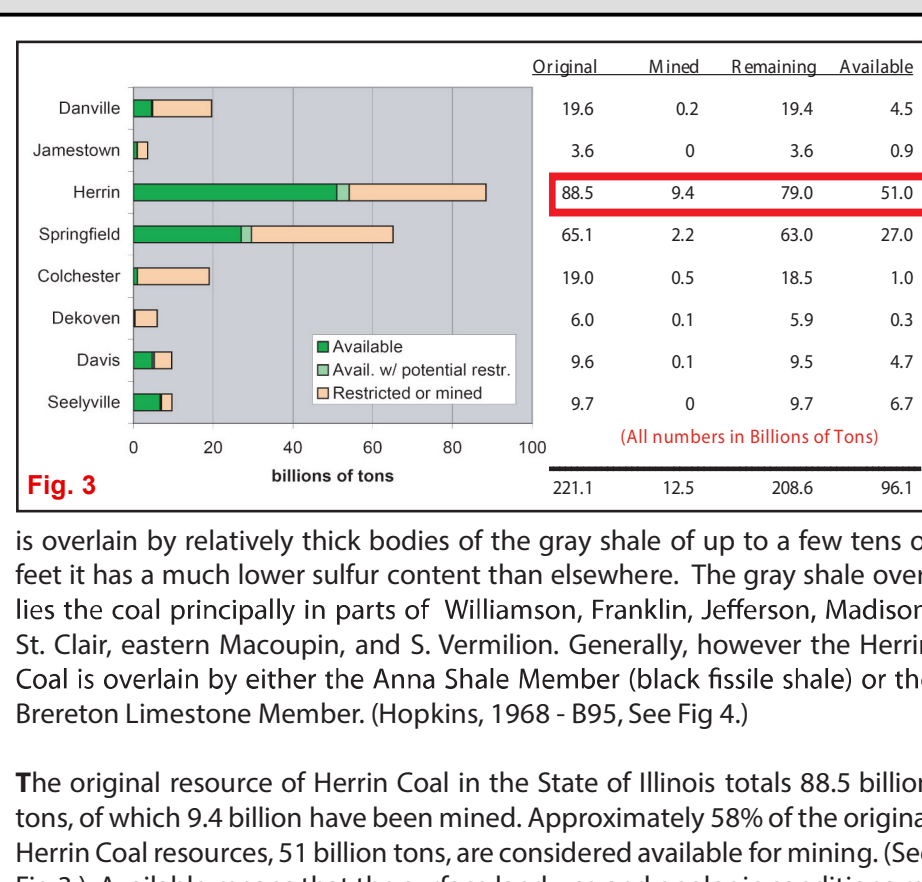 Original Mined Remaining Available
Danville 19.6 0.2 19.4 4.5
Jamestown 3.6 0 3.6 0.9
Herrin 88.5 9.4 79.0 51.0
Springfield 65.1 2.2 63.0 27.0
Colchester 19.0 0.5 18.5 1.0
Dekoven 6.0 0.1 5.9 0.3
Davis 9.6 0.1 9.5 4.7
Seelyville 9.7 0 9.7 6.7
Available
Avail. w/ potential restr.
Restricted or mined
(All numbers in Billions of Tons)
0 20 40 60 80 100
billions of tons
Fig. 3
221.1 12.5 208.6 96.1
is overlain by relatively thick bodies of the gray shale of up to a few tens o
feet it has a much lower sulfur content than elsewhere. The gray shale over
lies the coal principally in parts of Williamson, Franklin, Jefferson, Madison
St. Clair, eastern Macoupin, and S. Vermilion. Generally, however the Herrin
Coal is overlain by either the Anna Shale Member (black fissile shale) or the
Brereton Limestone Member. (Hopkins, 1968 - B95, See Fig 4.)
The original resource of Herrin Coal in the State of Illinois totals 88.5 billion
tons, of which 9.4 billion have been mined. Approximately 58% of the origina
Herrin Coal resources, 51 billion tons, are considered available for mining. (See